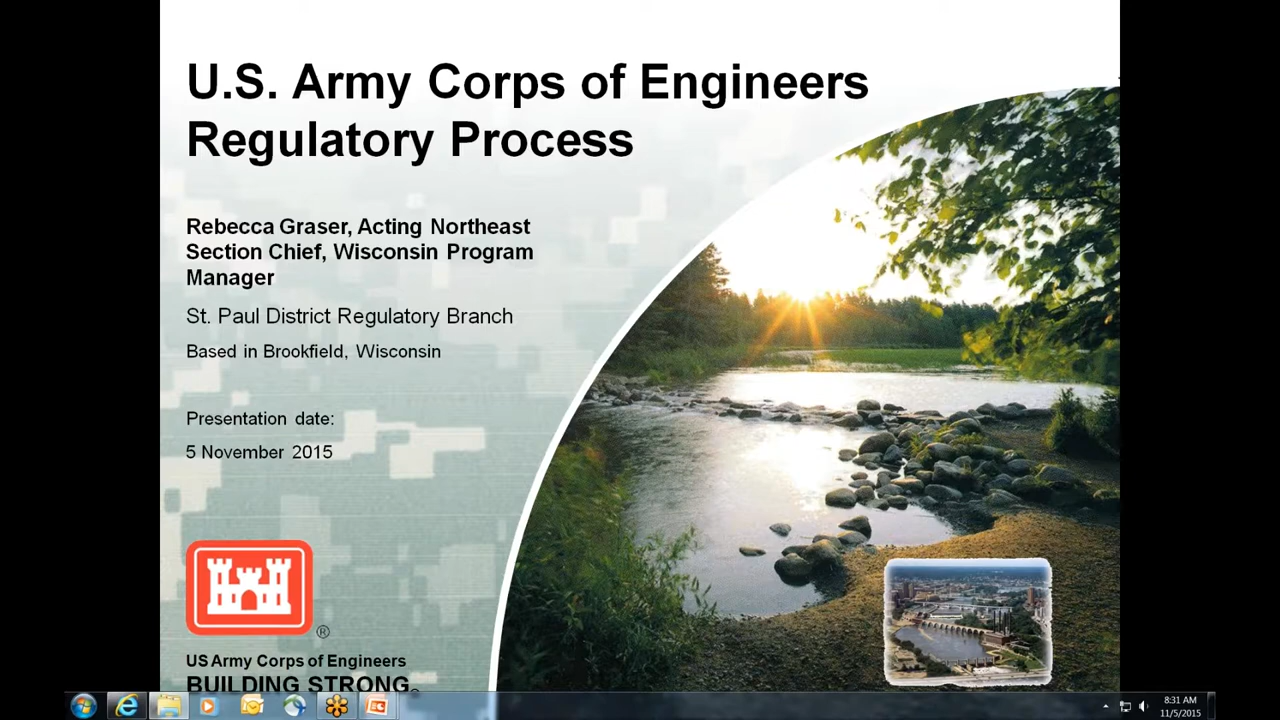 U.S. Army Corps of Engineers
Regulatory Process
Rebecca Graser, Acting Northeast
Section Chief, Wisconsin Program
Manager
St. Paul District Regulatory Branch
Based in Brookfield, Wisconsin
Presentation date:
5 November 2015
®
US Army Corps of Engineers
BUILDING STRONG®
8:31 AM
11/5/2015